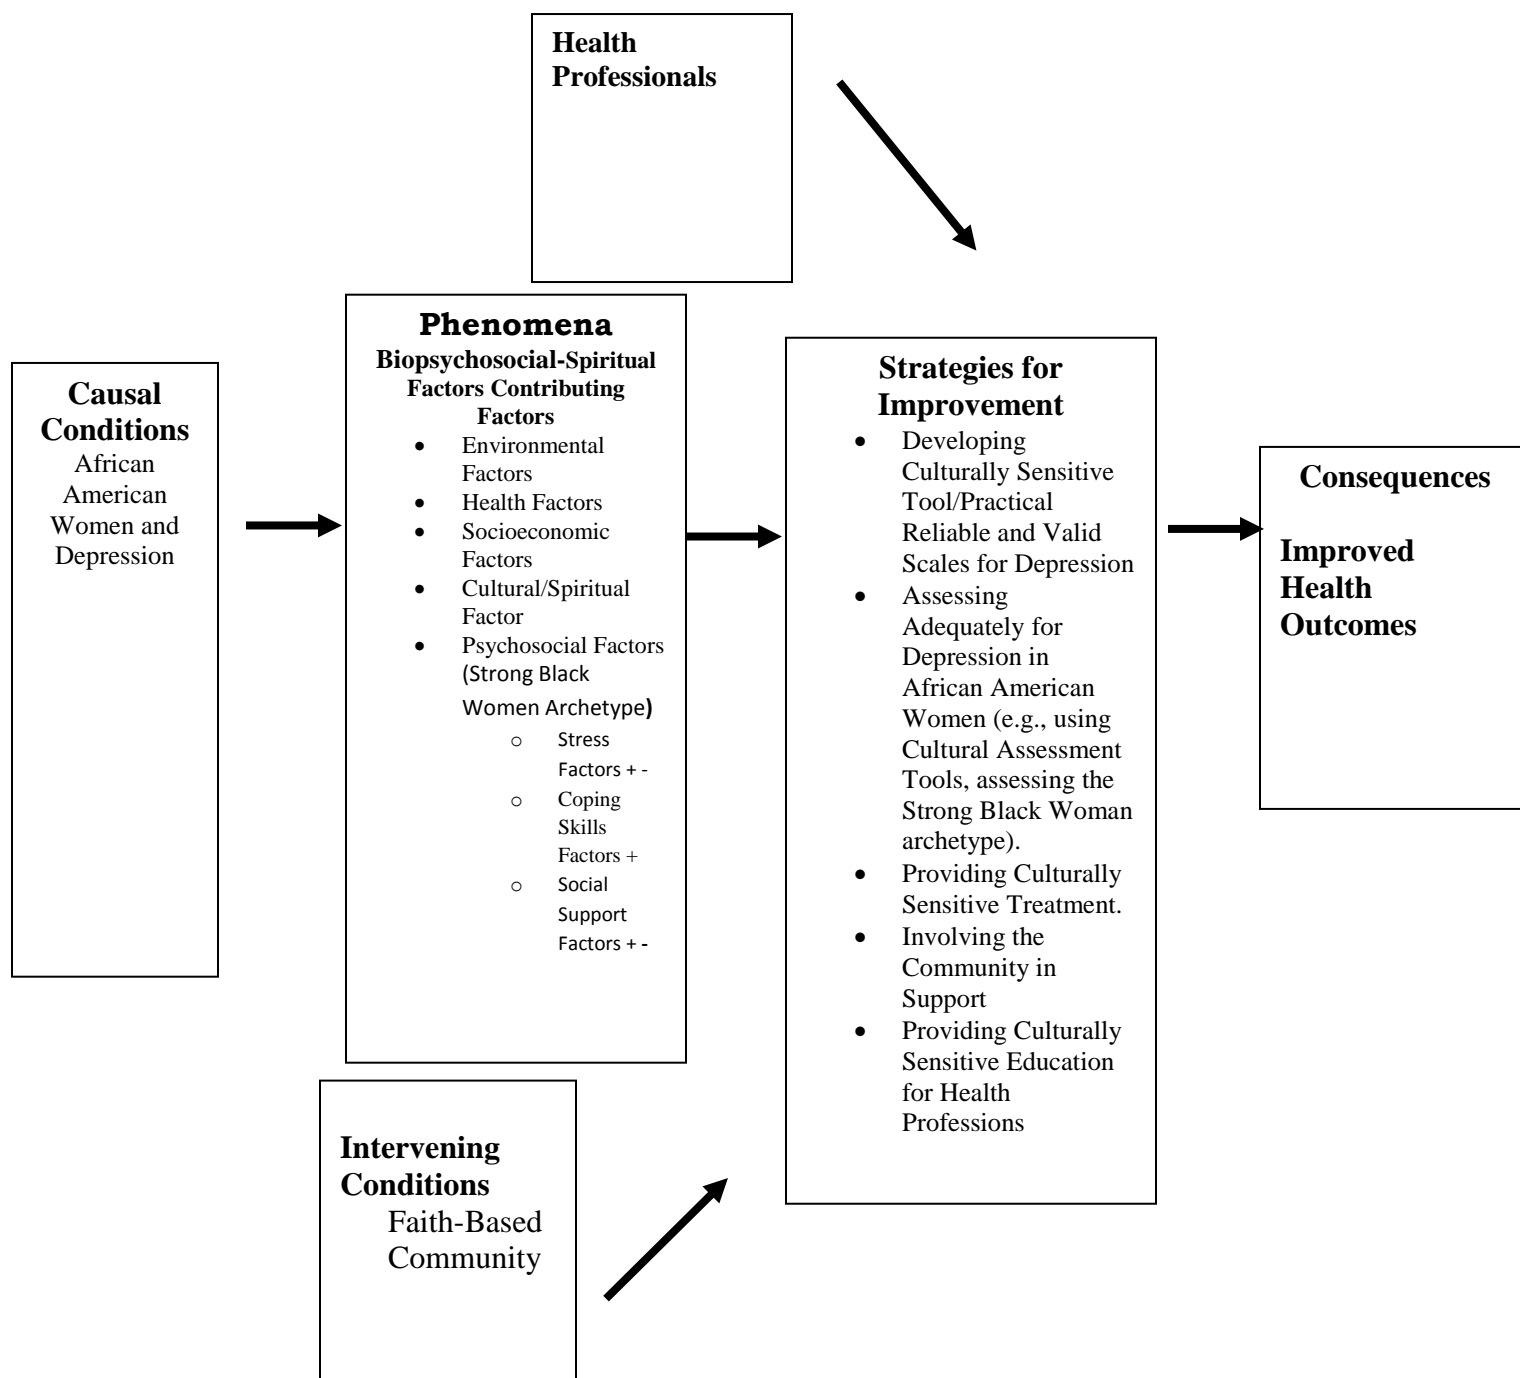 Health
Professionals
Causal
Conditions
African
American
Women and
Depression
Phenomena
Biopsychosocial-Spiritual
Factors Contributing
Factors
• Environmental
Factors
• Health Factors
• Socioeconomic
Factors
• Cultural/Spiritual
Factor
• Psychosocial Factors
(Strong Black
Women Archetype)
o Stress
Factors + -
o Coping
Skills
Factors +
o Social
Support
Factors + -
Intervening
Conditions
Faith-Based
Community
Strategies for
Improvement
• Developing
Culturally Sensitive
Tool/Practical
Reliable and Valid
Scales for Depression
• Assessing
Adequately for
Depression in
African American
Women (e.g., using
Cultural Assessment
Tools, assessing the
Strong Black Woman
archetype).
• Providing Culturally
Sensitive Treatment.
• Involving the
Community in
Support
• Providing Culturally
Sensitive Education
for Health
Professions
Consequences
Improved
Health
Outcomes